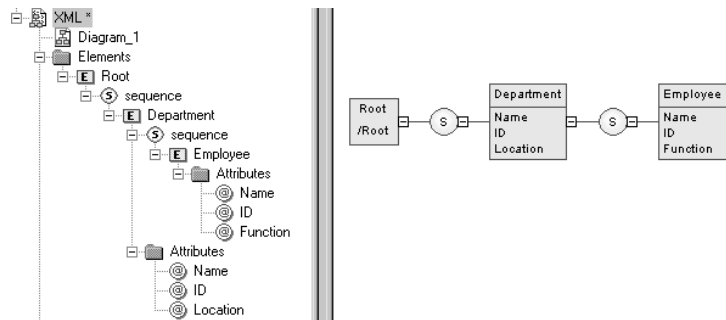 XML *
Diagram_1
Elements
E Root
S sequence
E Department
S sequence
E Employee
Attributes
@ Name
@ ID
@ Function
Attributes
@ Name
@ ID
@ Location
Root
/Root
S
Department
Name
ID
Location
S
Employee
Name
ID
Function